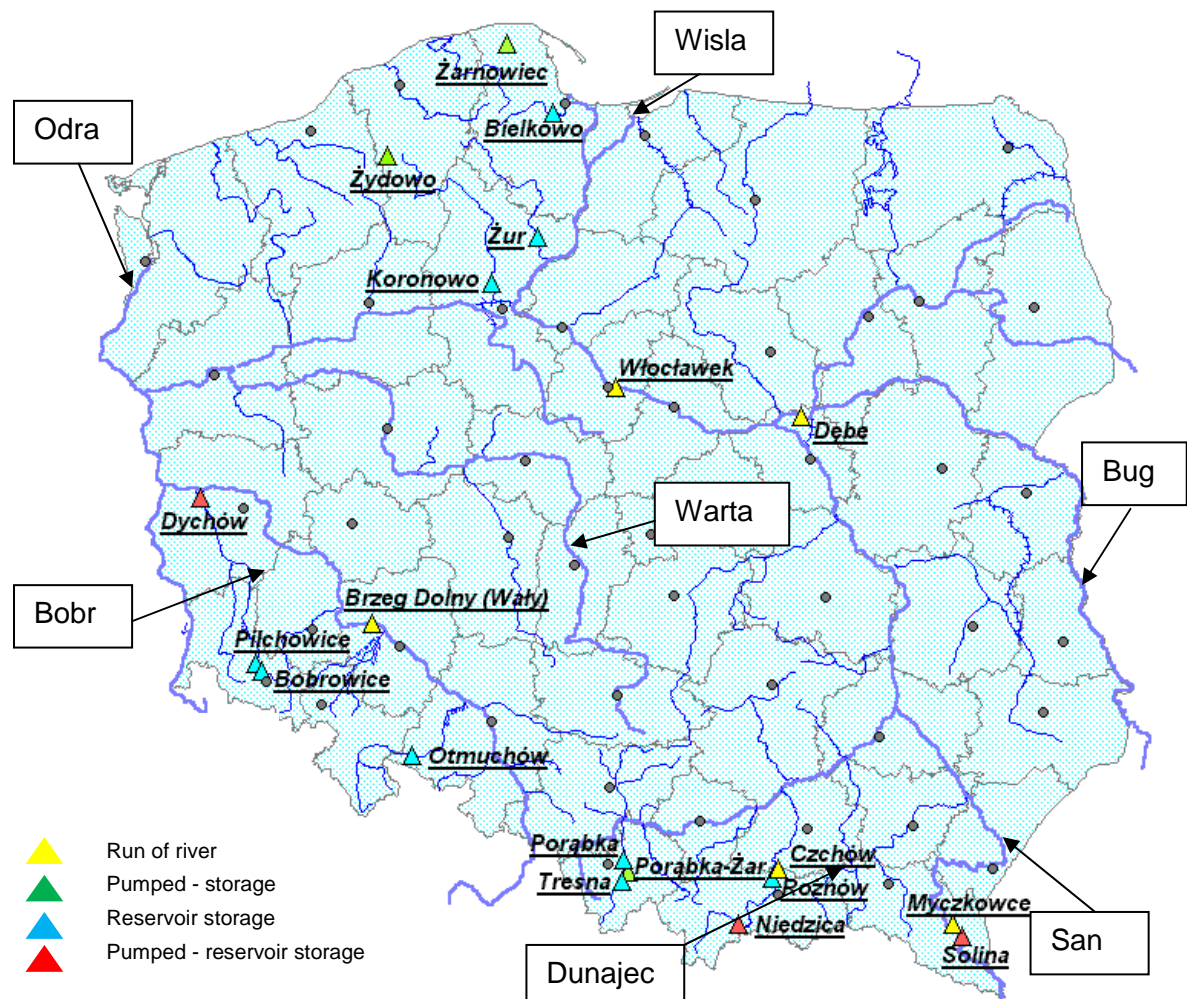 Wisla
Żarnowiec
Odra
Bielkowo
Żydowo
Żur
Koronowo
Włocławek
Dębe
Bug
Dychów
Warta
Bobr
Brzeg Dolny (Wały)
Pilchowice
Bobrowice
Otmuchów
Porąbka
Porąbka-Żar
Czchów
Tresna
Roznów
Myczkowce
Niedzica
San
Solina
Dunajec
Run of river
Pumped - storage
Reservoir storage
Pumped - reservoir storage